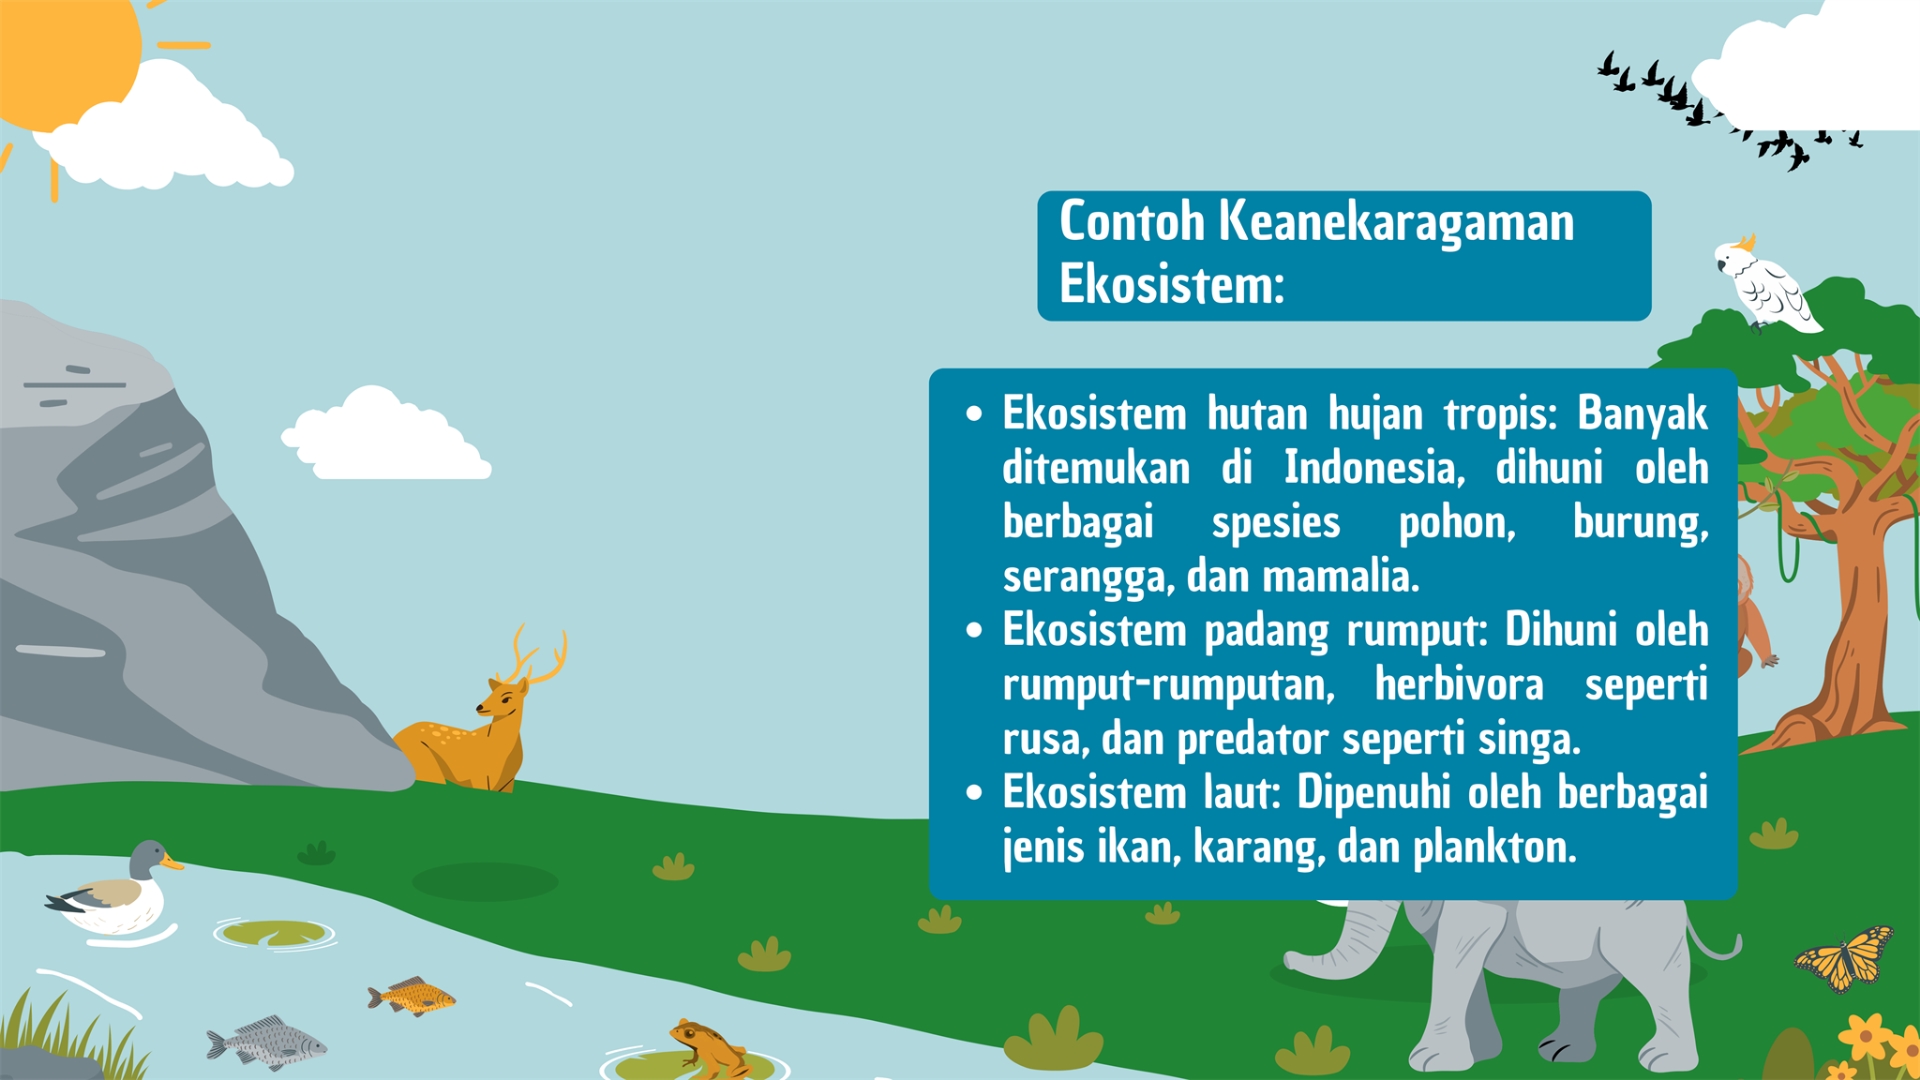 Contoh Keanekaragaman
Ekosistem:
• Ekosistem hutan hujan tropis: Banyak
ditemukan di Indonesia, dihuni oleh
berbagai spesies pohon, burung,
serangga, dan mamalia.
• Ekosistem padang rumput: Dihuni oleh
rumput-rumputan, herbivora seperti
rusa, dan predator seperti singa.
• Ekosistem laut: Dipenuhi oleh berbagai
jenis ikan, karang, dan plankton.